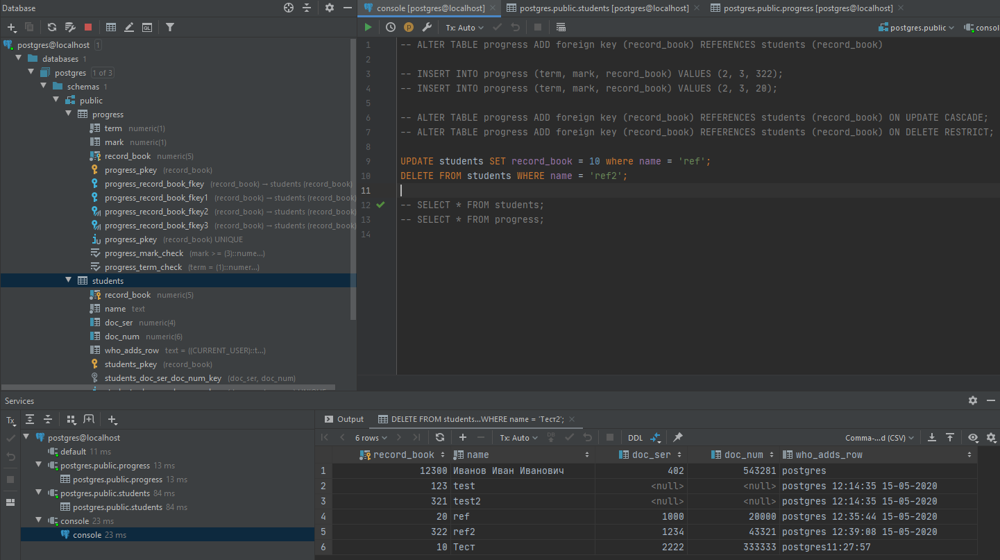 Database
console [postgres@localhost]
postgres.public.students [postgres@localhost]
postgres.public.progress [postgres@localhost]
Tx: Auto
postgres.public
consol
postgres@localhost 1
databases 1
postgres 1 of 3
schemas 1
public
progress
term numeric(1)
mark numeric(1)
record_book numeric(5)
progress_pkey (record_book)
progress_record_book_fkey (record_book) → students (record_book)
progress_record_book_fkey1 (record_book) → students (record_book)
progress_record_book_fkey2 (record_book) → students (record_book)
progress_record_book_fkey3 (record_book) → students (record_book)
progress_pkey (record_book) UNIQUE
progress_mark_check (mark >= (3)::nume...)
progress_term_check (term = (1)::numer...)
students
record_book numeric(5)
name text
doc_ser numeric(4)
doc_num numeric(6)
who_adds_row text = ((CURRENT_USER)::t...)
students_pkey (record_book)
students_doc_ser_doc_num_key (doc_ser, doc_num)
1 -- ALTER TABLE progress ADD foreign key (record_book) REFERENCES students (record_book)
2
3 -- INSERT INTO progress (term, mark, record_book) VALUES (2, 3, 322);
4 -- INSERT INTO progress (term, mark, record_book) VALUES (2, 3, 20);
5
6 -- ALTER TABLE progress ADD foreign key (record_book) REFERENCES students (record_book) ON UPDATE CASCADE;
7 -- ALTER TABLE progress ADD foreign key (record_book) REFERENCES students (record_book) ON DELETE RESTRICT;
8
9 UPDATE students SET record_book = 10 where name = 'ref';
10 DELETE FROM students WHERE name = 'ref2';
11
12 -- SELECT * FROM students;
13 -- SELECT * FROM progress;
14
Services
Tx
postgres@localhost
default 11 ms
postgres.public.progress 13 ms
postgres.public.progress 13 ms
postgres.public.students 84 ms
postgres.public.students 84 ms
console 23 ms
console 23 ms
Output
DELETE FROM students...WHERE name = 'Тест2';
6 rows
Tx: Auto
DB
DDL
Comma-...d (CSV)
record_book name doc_ser doc_num who_adds_row
1 12300 Иванов Иван Иванович 402 543281 postgres
2 123 test <null> <null> postgres 12:14:35 15-05-2020
3 321 test2 <null> <null> postgres 12:14:35 15-05-2020
4 20 ref 1000 20000 postgres 12:35:44 15-05-2020
5 322 ref2 1234 43321 postgres 12:39:08 15-05-2020
6 10 Тест 2222 333333 postgres11:27:57